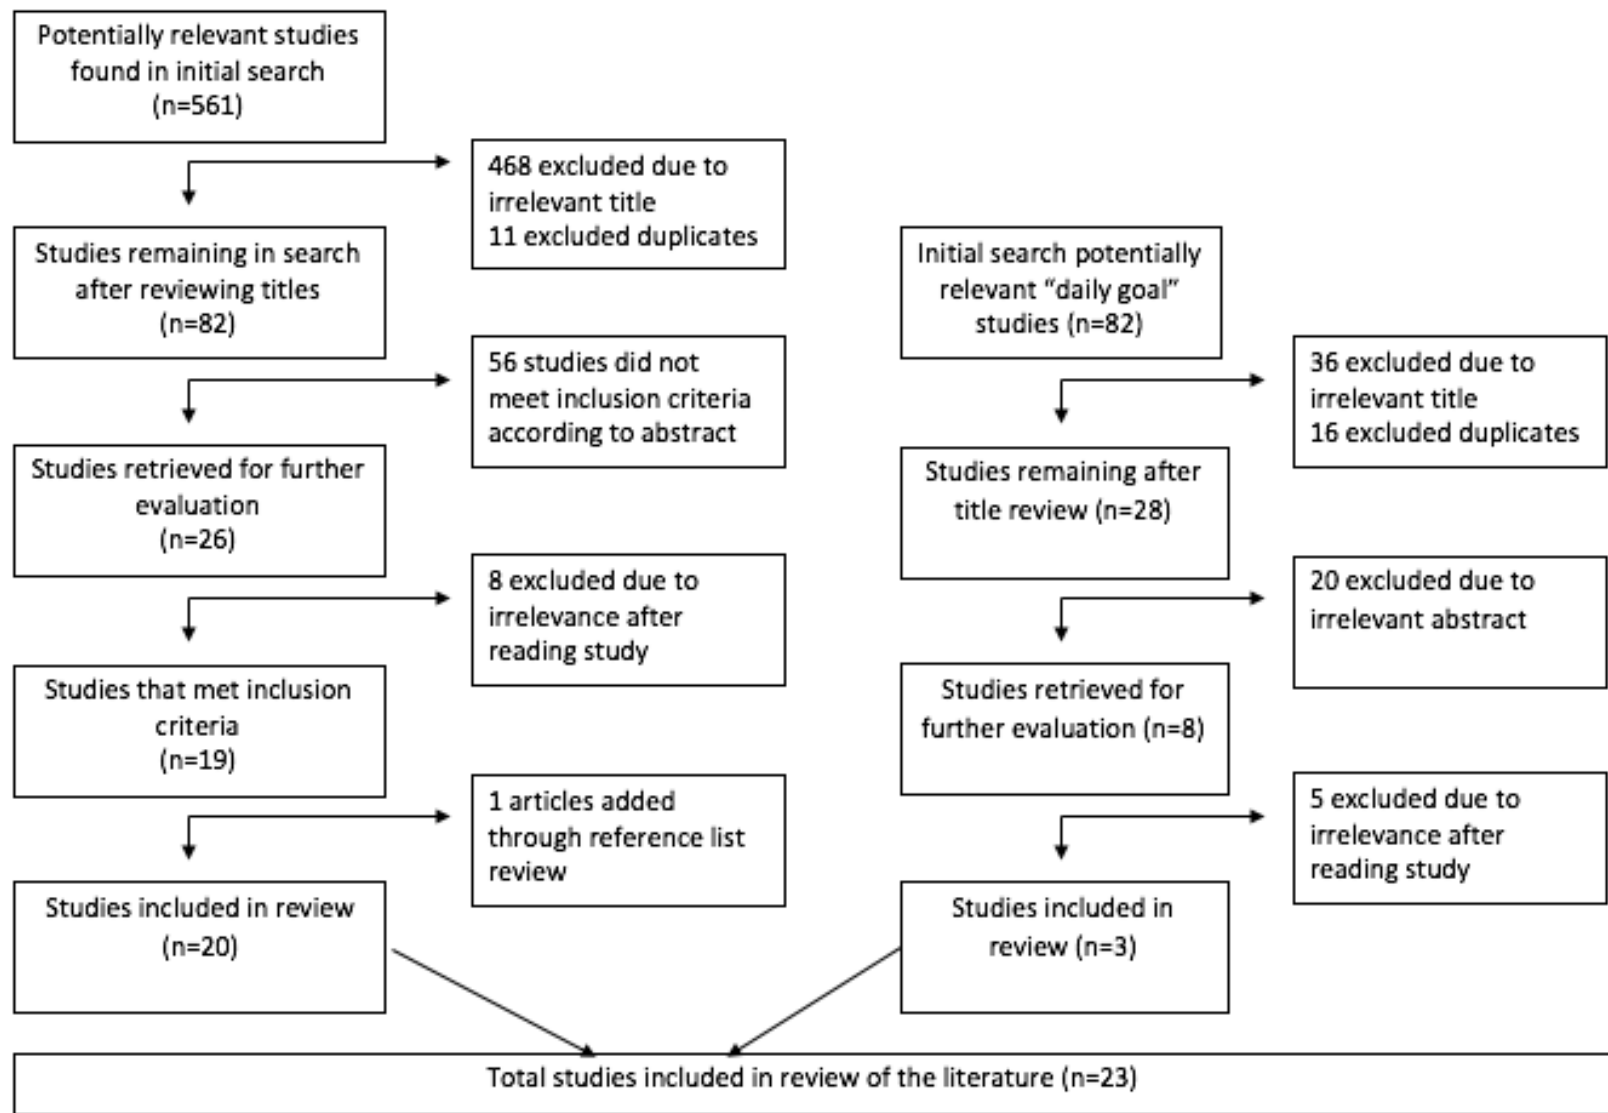 Potentially relevant studies
found in initial search
(n=561)
468 excluded due to
irrelevant title
11 excluded duplicates
Studies remaining in search
after reviewing titles
(n=82)
56 studies did not
meet inclusion criteria
according to abstract
Studies retrieved for further
evaluation
(n=26)
8 excluded due to
irrelevance after
reading study
Studies that met inclusion
criteria
(n=19)
1 articles added
through reference list
review
Studies included in review
(n=20)
Initial search potentially
relevant “daily goal”
studies (n=82)
36 excluded due to
irrelevant title
16 excluded duplicates
Studies remaining after
title review (n=28)
20 excluded due to
irrelevant abstract
Studies retrieved for
further evaluation (n=8)
5 excluded due to
irrelevance after
reading study
Studies included in
review (n=3)
Total studies included in review of the literature (n=23)